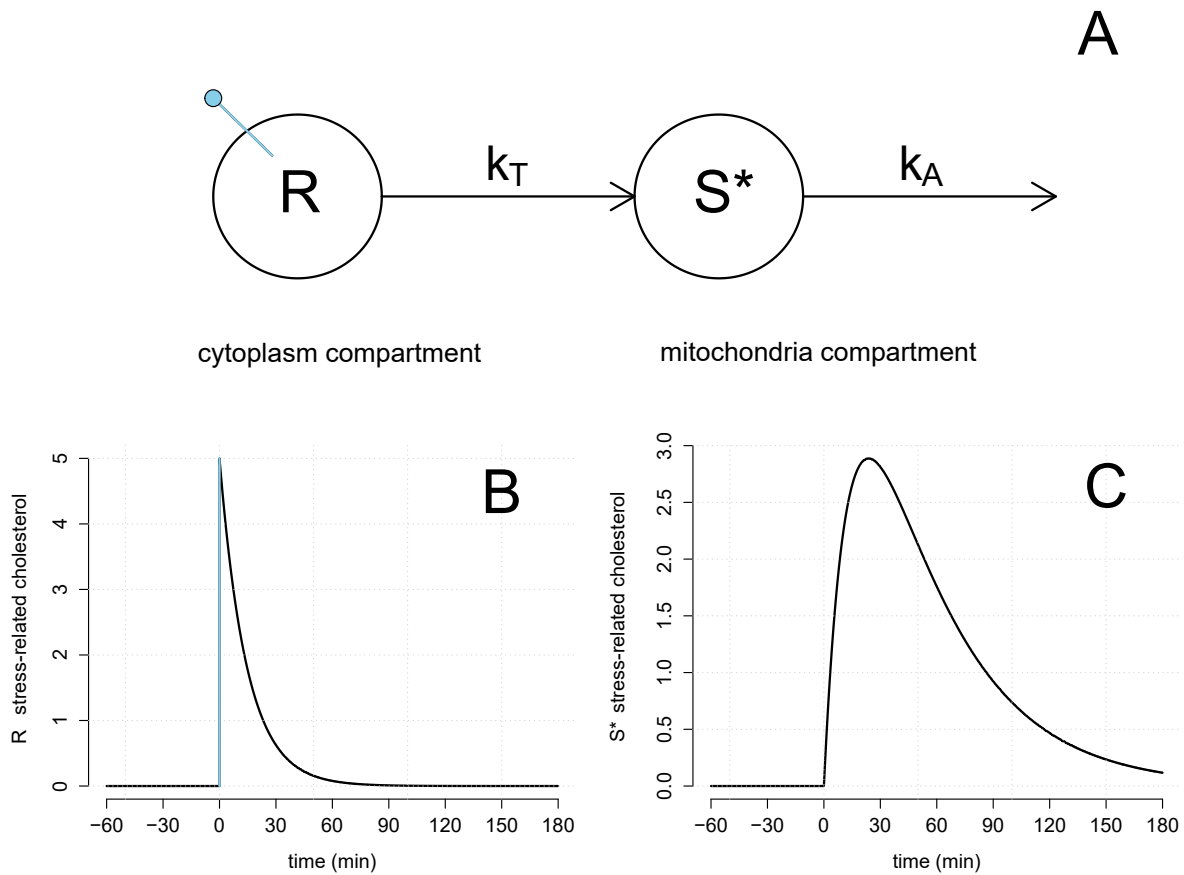 A
R
k_T
S*
k_A
cytoplasm compartment
mitochondria compartment
B
R stress-related cholesterol
5
4
3
2
1
0
−60 −30 0 30 60 90 120 150 180
time (min)
C
S* stress-related cholesterol
3.0
2.5
2.0
1.5
1.0
0.5
0.0
−60 −30 0 30 60 90 120 150 180
time (min)